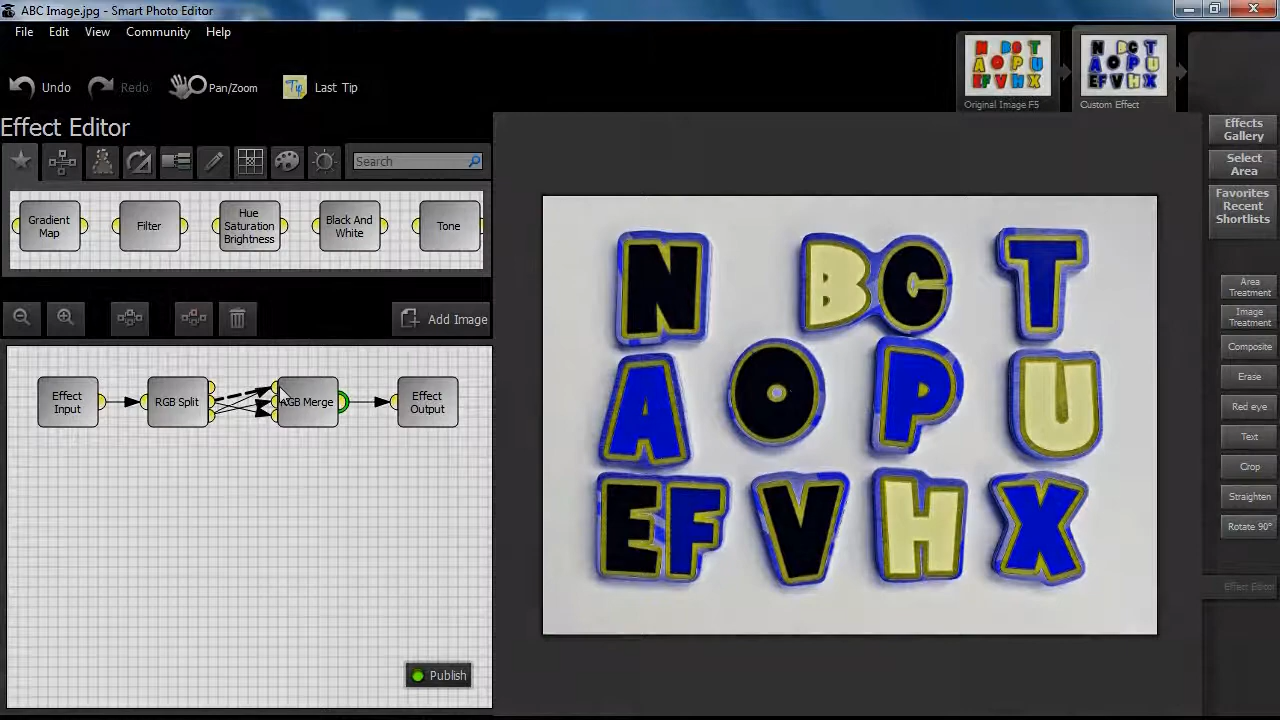 ABC Image.jpg - Smart Photo Editor
File Edit View Community Help
Undo Redo Pan/Zoom Tip Last Tip
Original Image F5 Custom Effect
Effect Editor
Search
Effects Gallery
Select Area
Favorites Recent Shortlists
Gradient Map
Filter
Hue Saturation Brightness
Black And White
Tone
Add Image
Effect Input
RGB Split
RGB Merge
Effect Output
Publish
N B C T
A O P U
E F V H X
Area Treatment
Image Treatment
Composite
Erase
Red eye
Text
Crop
Straighten
Rotate 90°
Effect Editor